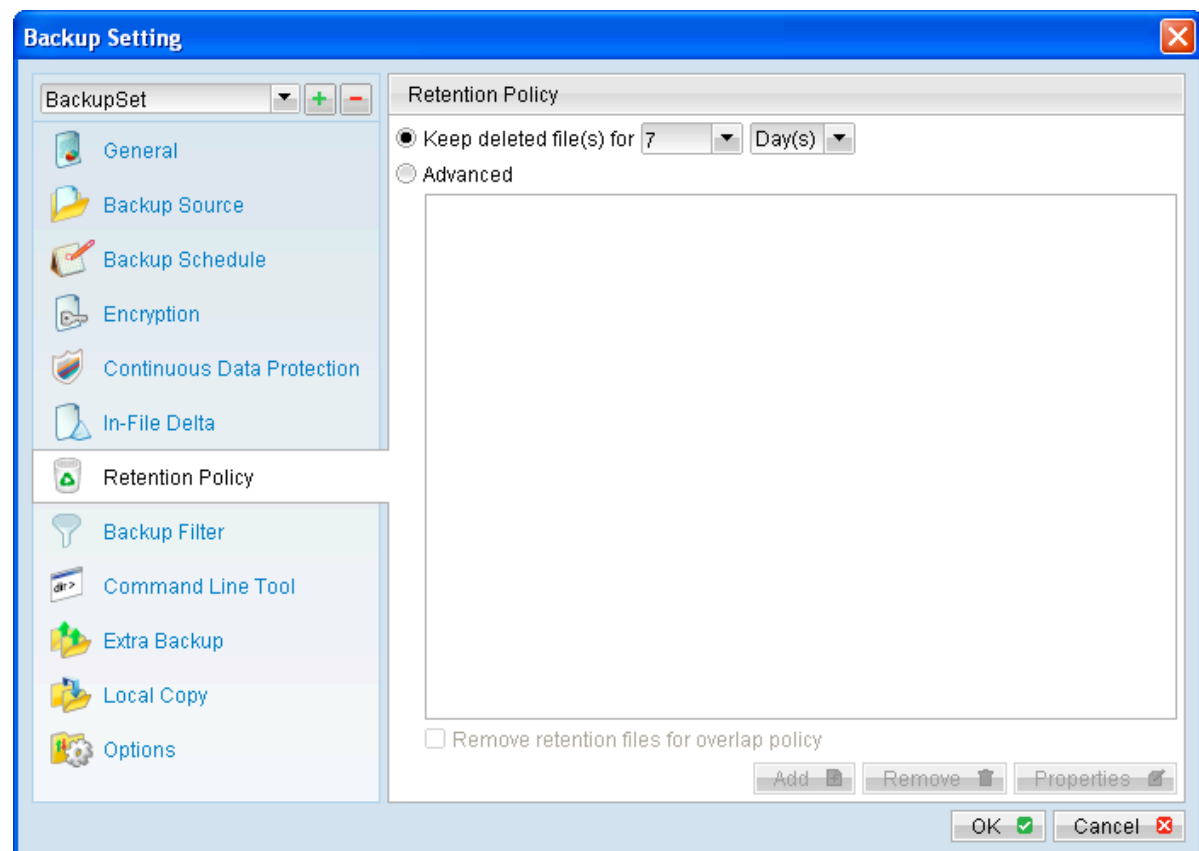 Backup Setting
BackupSet
General
Backup Source
Backup Schedule
Encryption
Continuous Data Protection
In-File Delta
Retention Policy
Backup Filter
Command Line Tool
Extra Backup
Local Copy
Options
Retention Policy
Keep deleted file(s) for 7 Day(s)
Advanced
Remove retention files for overlap policy
Add Remove Properties
OK Cancel